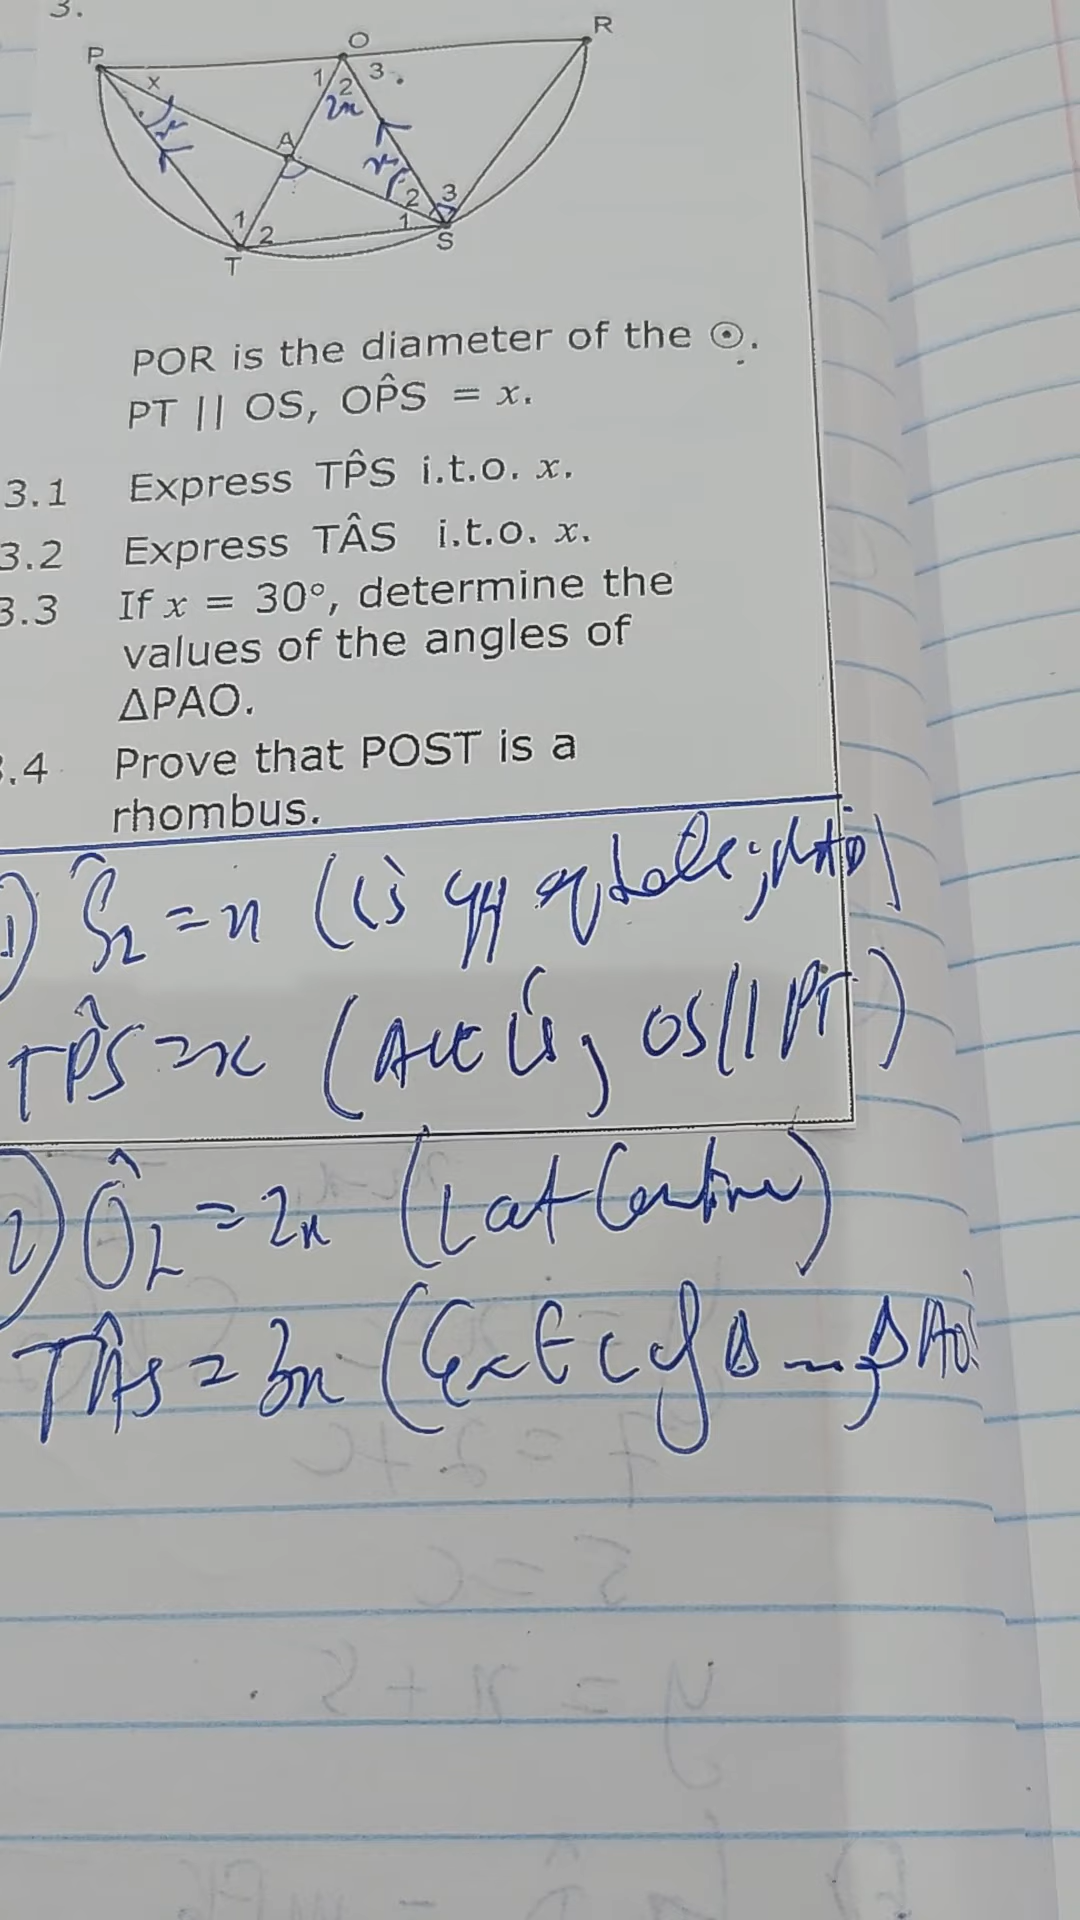 3.
P O R
x 1 2 3
2x
x A x
2 3
1 2 1
T S
POR is the diameter of the ⊙.
PT || OS, OP̂S = x.
3.1 Express TP̂S i.t.o. x.
3.2 Express TÂS i.t.o. x.
3.3 If x = 30°, determine the
values of the angles of
ΔPAO.
3.4 Prove that POST is a
rhombus.
1) Ŝ2 = x (
TP̂S = x ( OS || PT)
2) Ô2 = 2x (∠ at Centre)
TÂS = 3x (Ext ∠ of Δ